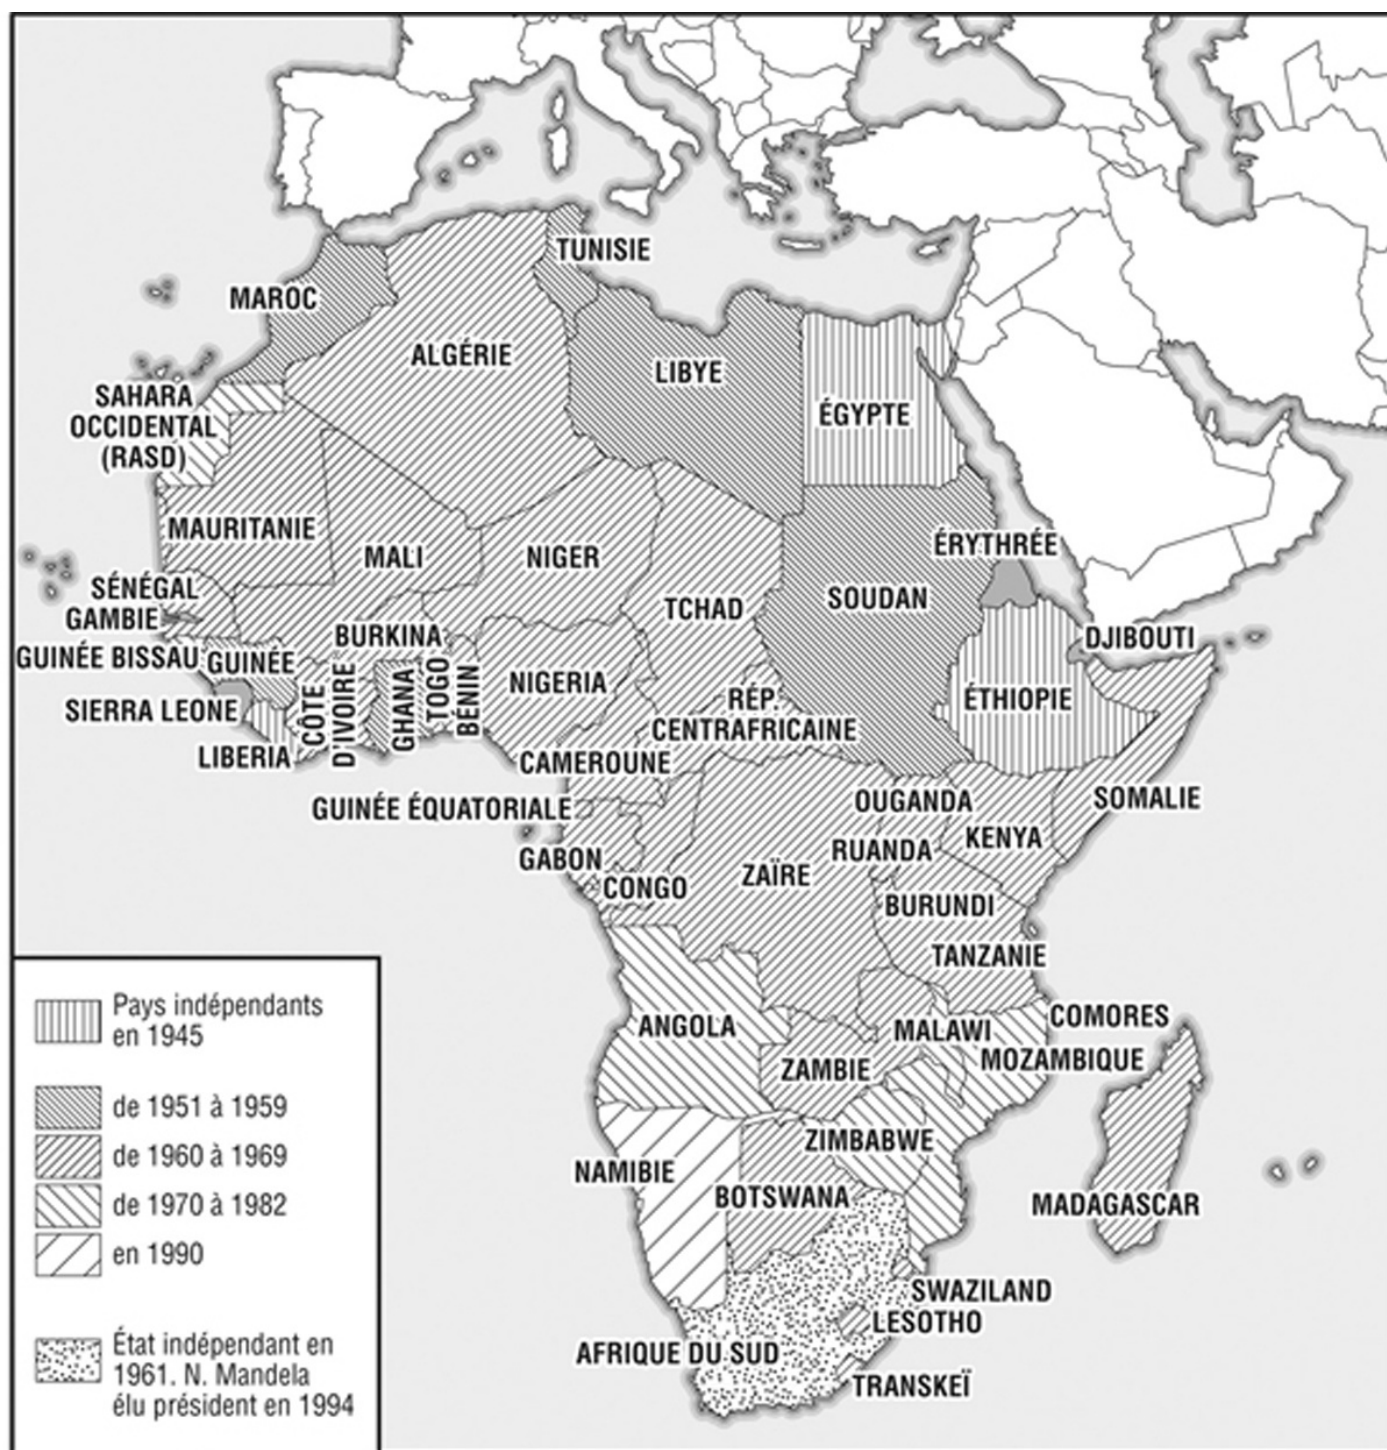 TUNISIE
MAROC
ALGÉRIE
LIBYE
ÉGYPTE
SAHARA
OCCIDENTAL
(RASD)
MAURITANIE
MALI
NIGER
ÉRYTHRÉE
SÉNÉGAL
TCHAD
SOUDAN
GAMBIE
BURKINA
DJIBOUTI
GUINÉE BISSAU
GUINÉE
CÔTE
D'IVOIRE
GHANA
TOGO
BÉNIN
NIGERIA
RÉP.
CENTRAFRICAINE
ÉTHIOPIE
SIERRA LEONE
LIBERIA
CAMEROUNE
GUINÉE ÉQUATORIALE
OUGANDA
SOMALIE
KENYA
GABON
RUANDA
CONGO
ZAÏRE
BURUNDI
TANZANIE
ANGOLA
MALAWI
COMORES
ZAMBIE
MOZAMBIQUE
ZIMBABWE
NAMIBIE
BOTSWANA
MADAGASCAR
SWAZILAND
LESOTHO
AFRIQUE DU SUD
TRANSKEÏ
Pays indépendants
en 1945
de 1951 à 1959
de 1960 à 1969
de 1970 à 1982
en 1990
État indépendant en
1961. N. Mandela
élu président en 1994